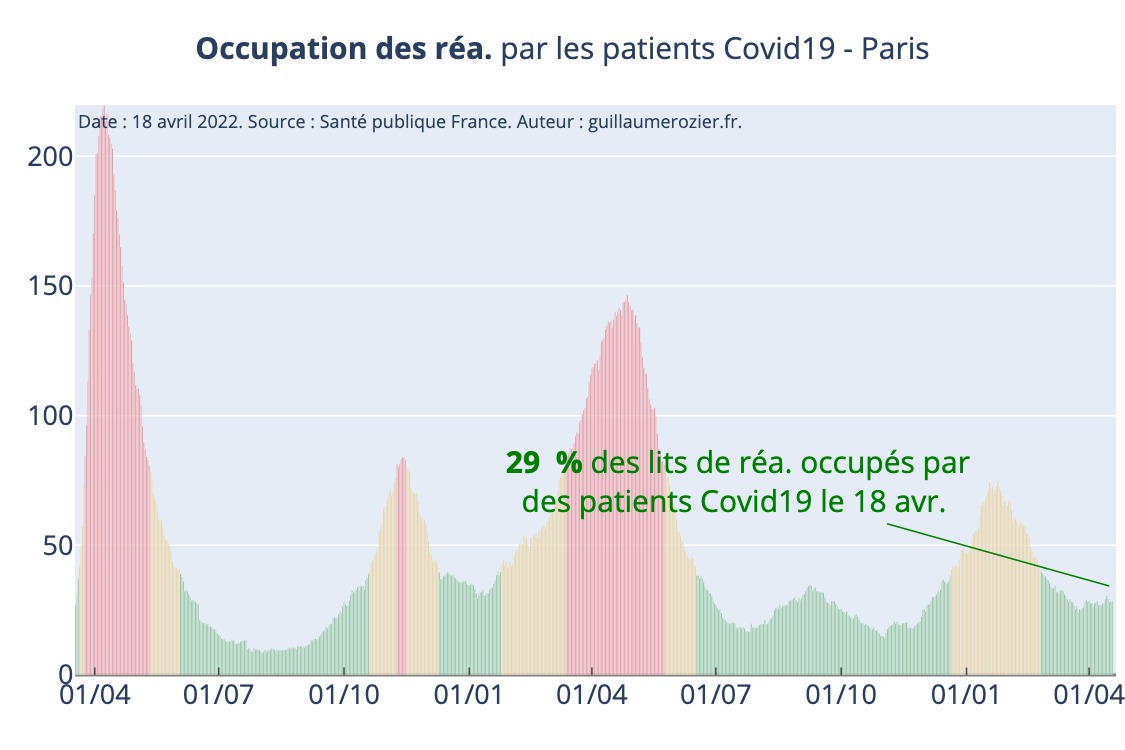 Occupation des réa. par les patients Covid19 - Paris
Date : 18 avril 2022. Source : Santé publique France. Auteur : guillaumerozier.fr.
200
150
100
29 % des lits de réa. occupés par
des patients Covid19 le 18 avr.
50
0
01/04 01/07 01/10 01/01 01/04 01/07 01/10 01/01 01/04